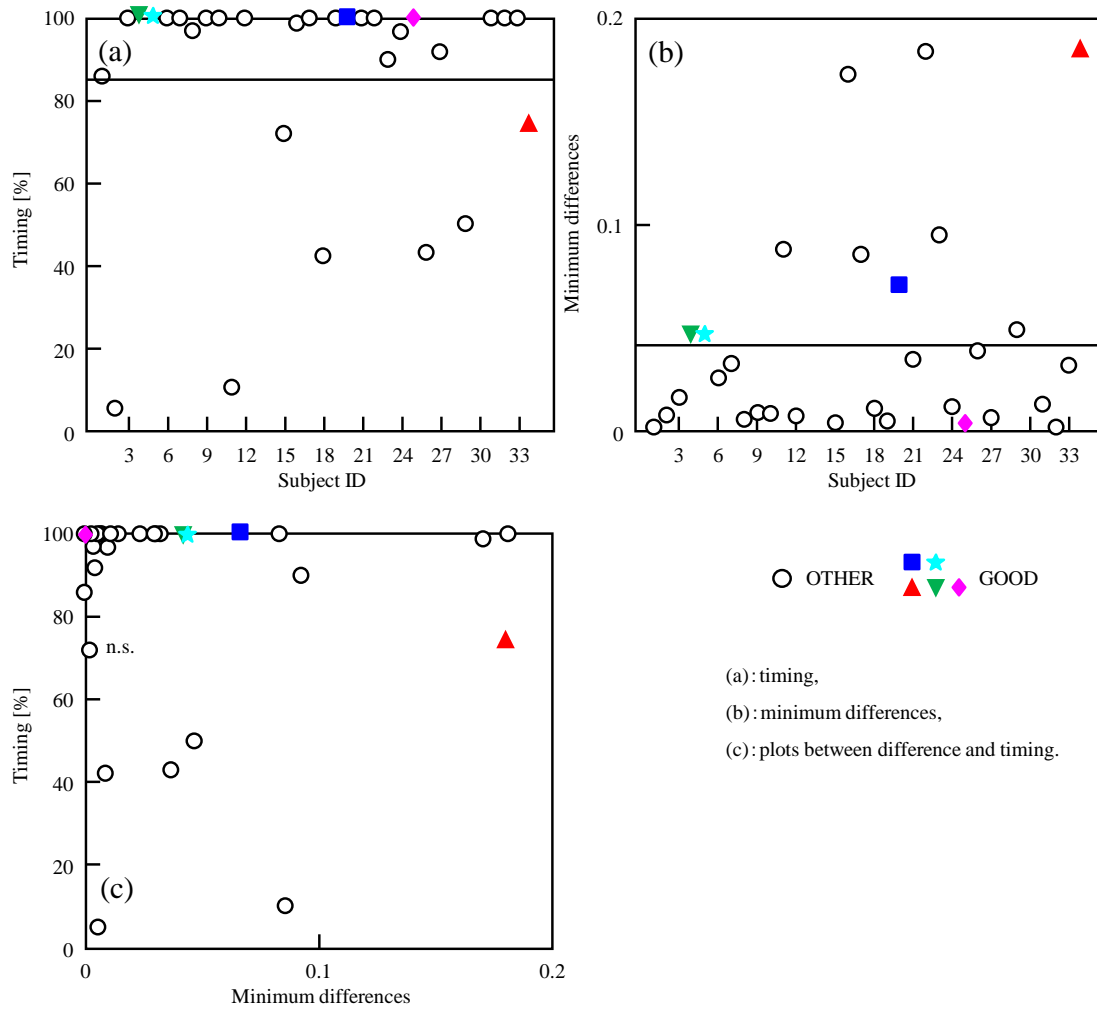 100
80
60
40
20
0
Timing [%]
(a)
3 6 9 12 15 18 21 24 27 30 33
Subject ID
0.2
0.1
0
Minimum differences
(b)
3 6 9 12 15 18 21 24 27 30 33
Subject ID
100
80
60
40
20
0
Timing [%]
n.s.
(c)
0 0.1 0.2
Minimum differences
OTHER GOOD
(a): timing,
(b): minimum differences,
(c): plots between difference and timing.